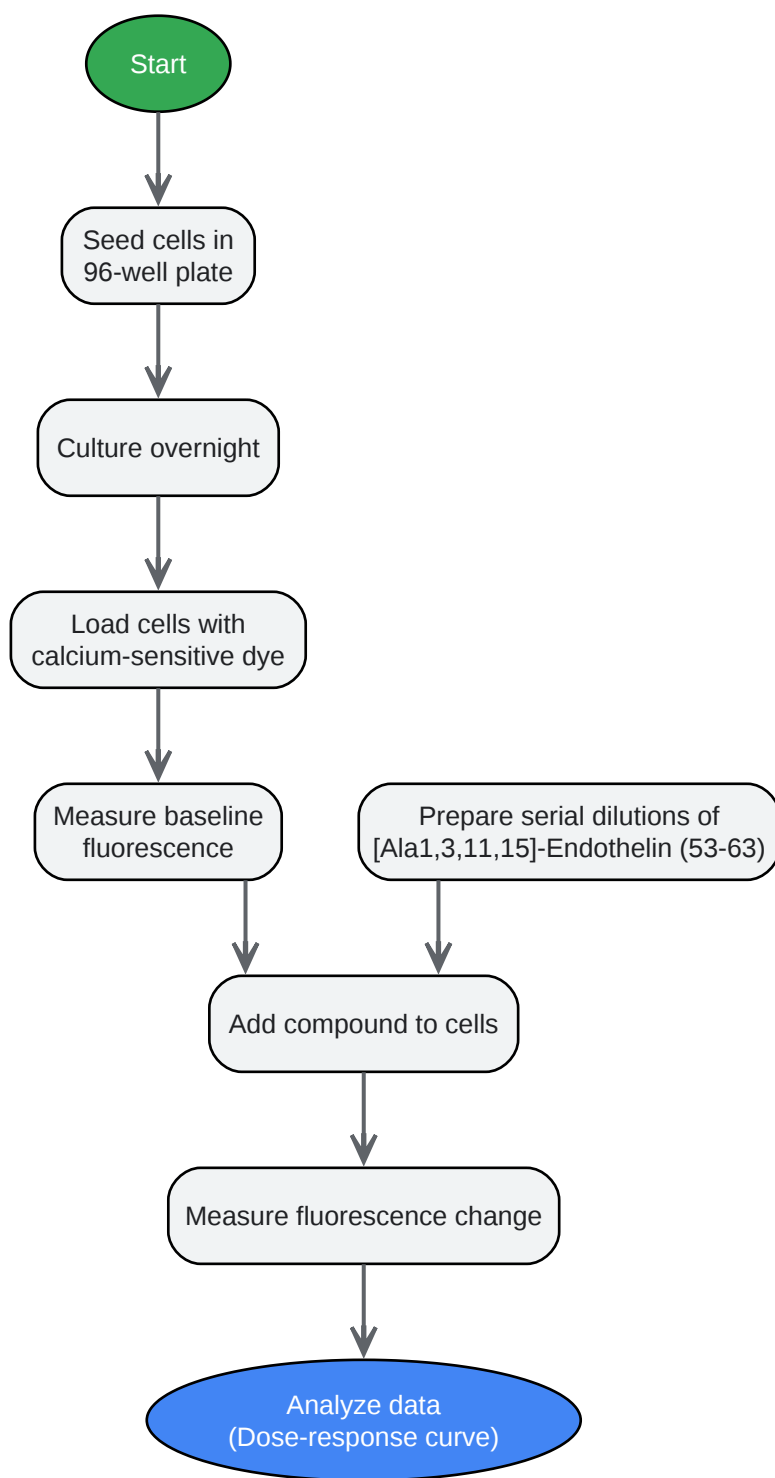 Start
Seed cells in
96-well plate
Culture overnight
Load cells with
calcium-sensitive dye
Measure baseline
fluorescence
Prepare serial dilutions of
[Ala1,3,11,15]-Endothelin (53-63)
Add compound to cells
Measure fluorescence change
Analyze data
(Dose-response curve)